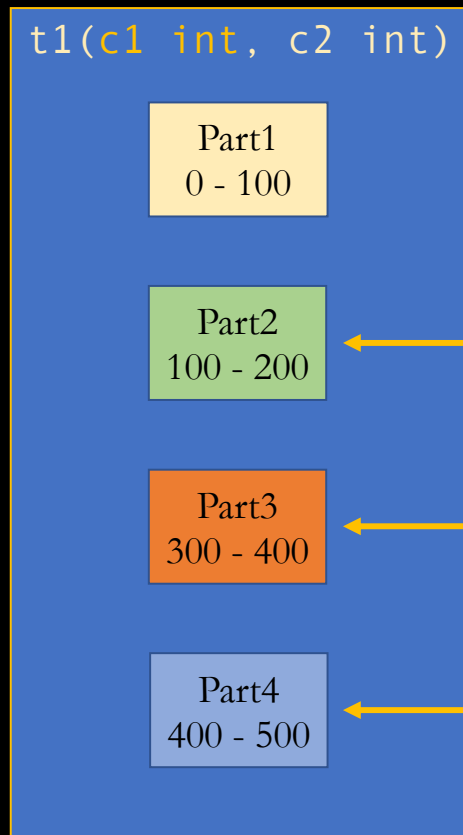 t1(c1 int, c2 int)
Part1
0 - 100
Part2
100 - 200
Part3
300 - 400
Part4
400 - 500